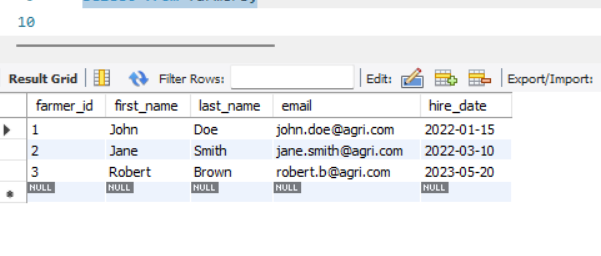 10
Result Grid Filter Rows: Edit: Export/Import:
farmer_id first_name last_name email hire_date
1 John Doe john.doe@agri.com 2022-01-15
2 Jane Smith jane.smith@agri.com 2022-03-10
3 Robert Brown robert.b@agri.com 2023-05-20
NULL NULL NULL NULL NULL